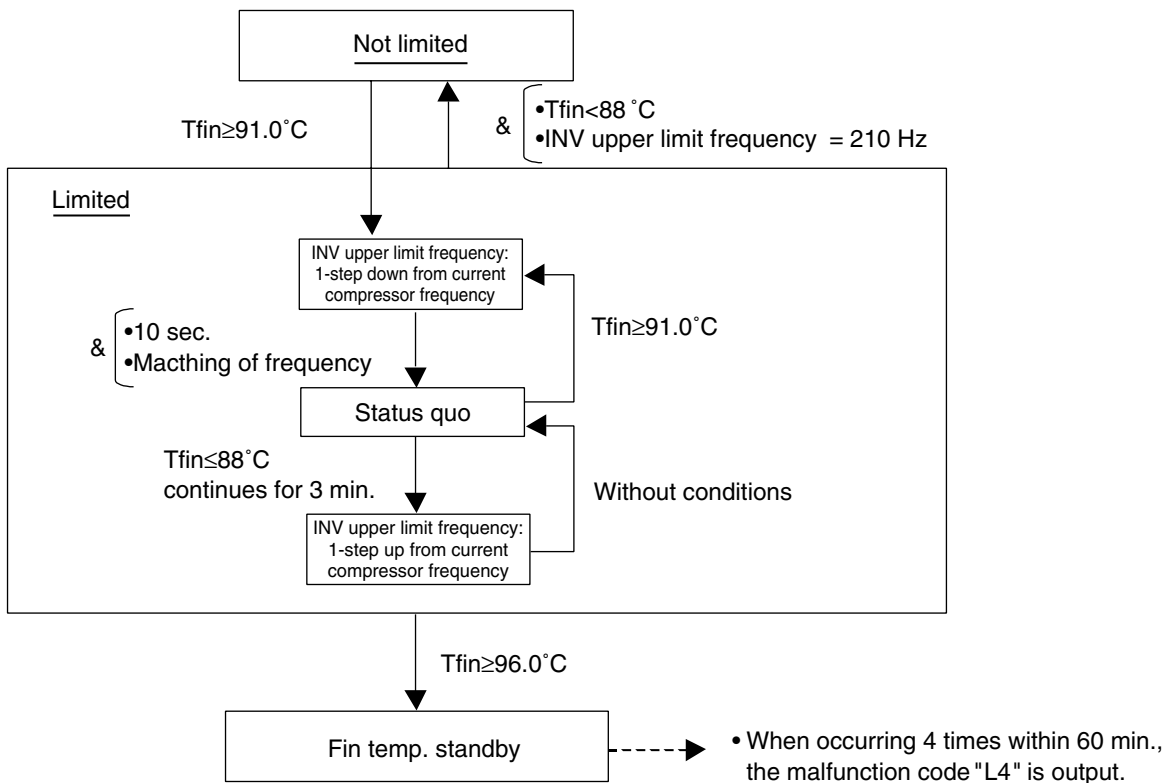 Not limited
Tfin≥91.0˚C
&
•Tfin<88 ˚C
•INV upper limit frequency = 210 Hz
Limited
INV upper limit frequency:
1-step down from current
compressor frequency
&
•10 sec.
•Macthing of frequency
Tfin≥91.0˚C
Status quo
Tfin≤88˚C
continues for 3 min.
Without conditions
INV upper limit frequency:
1-step up from current
compressor frequency
Tfin≥96.0˚C
Fin temp. standby
• When occurring 4 times within 60 min.,
the malfunction code "L4" is output.